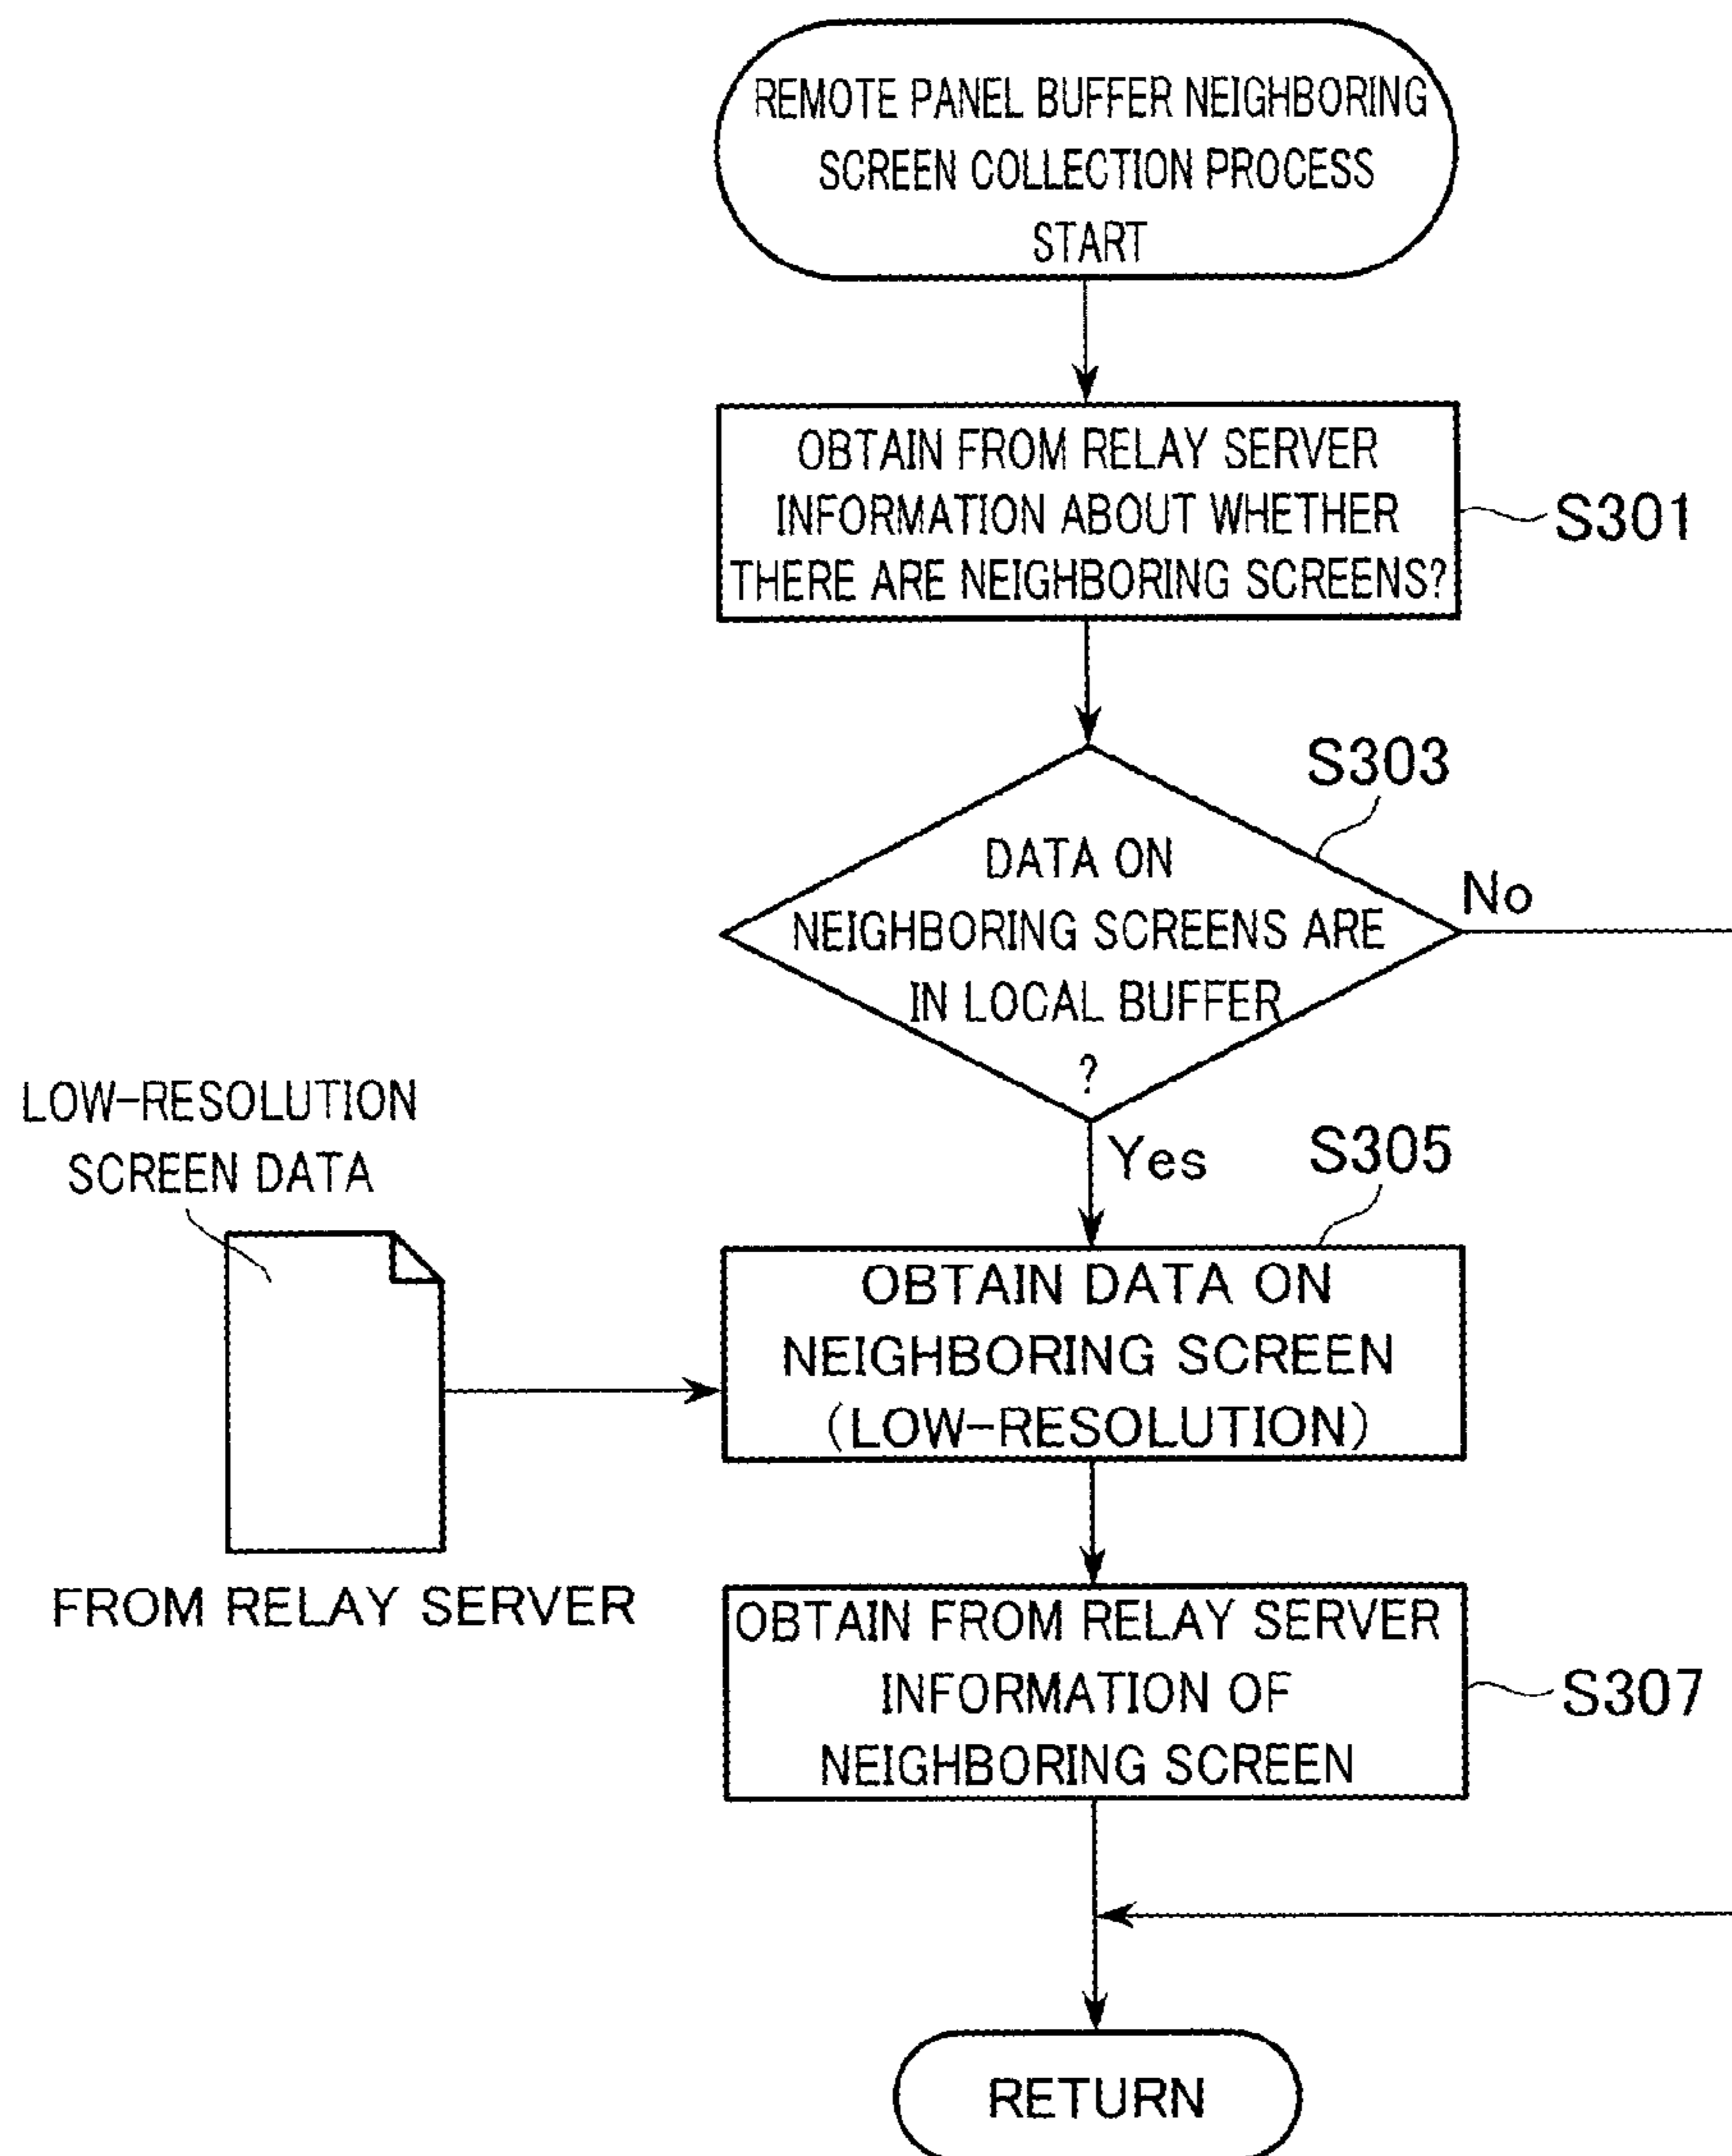 REMOTE PANEL BUFFER NEIGHBORING
SCREEN COLLECTION PROCESS
START
OBTAIN FROM RELAY SERVER
INFORMATION ABOUT WHETHER
THERE ARE NEIGHBORING SCREENS?
S301
S303
DATA ON
NEIGHBORING SCREENS ARE
IN LOCAL BUFFER
?
No
Yes
LOW-RESOLUTION
SCREEN DATA
S305
OBTAIN DATA ON
NEIGHBORING SCREEN
(LOW-RESOLUTION)
FROM RELAY SERVER
OBTAIN FROM RELAY SERVER
INFORMATION OF
NEIGHBORING SCREEN
S307
RETURN